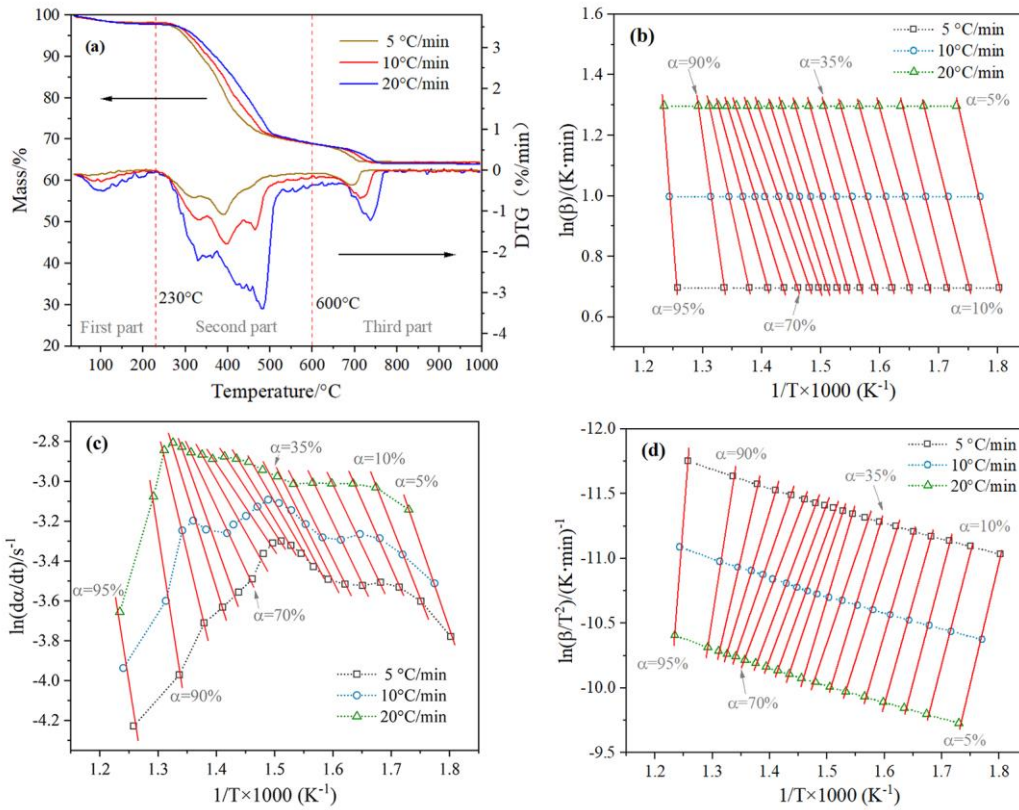 (a)
5 °C/min
10°C/min
20°C/min
Mass/%
100
90
80
70
60
50
40
30
20
230°C
600°C
First part
Second part
Third part
0
100
200
300
400
500
600
700
800
900
1000
Temperature/°C
3
2
1
0
-1
-2
-3
-4
DTG (%/min)
(b)
5 °C/min
10°C/min
20°C/min
α=90%
α=35%
α=5%
α=95%
α=70%
α=10%
ln(β)/(K·min)
1.6
1.4
1.2
1.0
0.8
0.6
1.2
1.3
1.4
1.5
1.6
1.7
1.8
1/T×1000 (K-1)
(c)
α=35%
α=10%
α=5%
α=95%
α=70%
α=90%
5 °C/min
10°C/min
20°C/min
ln(dα/dt)/s-1
-2.8
-3.2
-3.6
-3.8
-4.0
-4.2
1.2
1.3
1.4
1.5
1.6
1.7
1.8
1/T×1000 (K-1)
(d)
5 °C/min
10°C/min
20°C/min
α=90%
α=35%
α=10%
α=95%
α=70%
α=5%
ln(β/T2)/(K·min)-1
-12.0
-11.5
-11.0
-10.5
-10.0
-9.5
1.2
1.3
1.4
1.5
1.6
1.7
1.8
1/T×1000 (K-1)